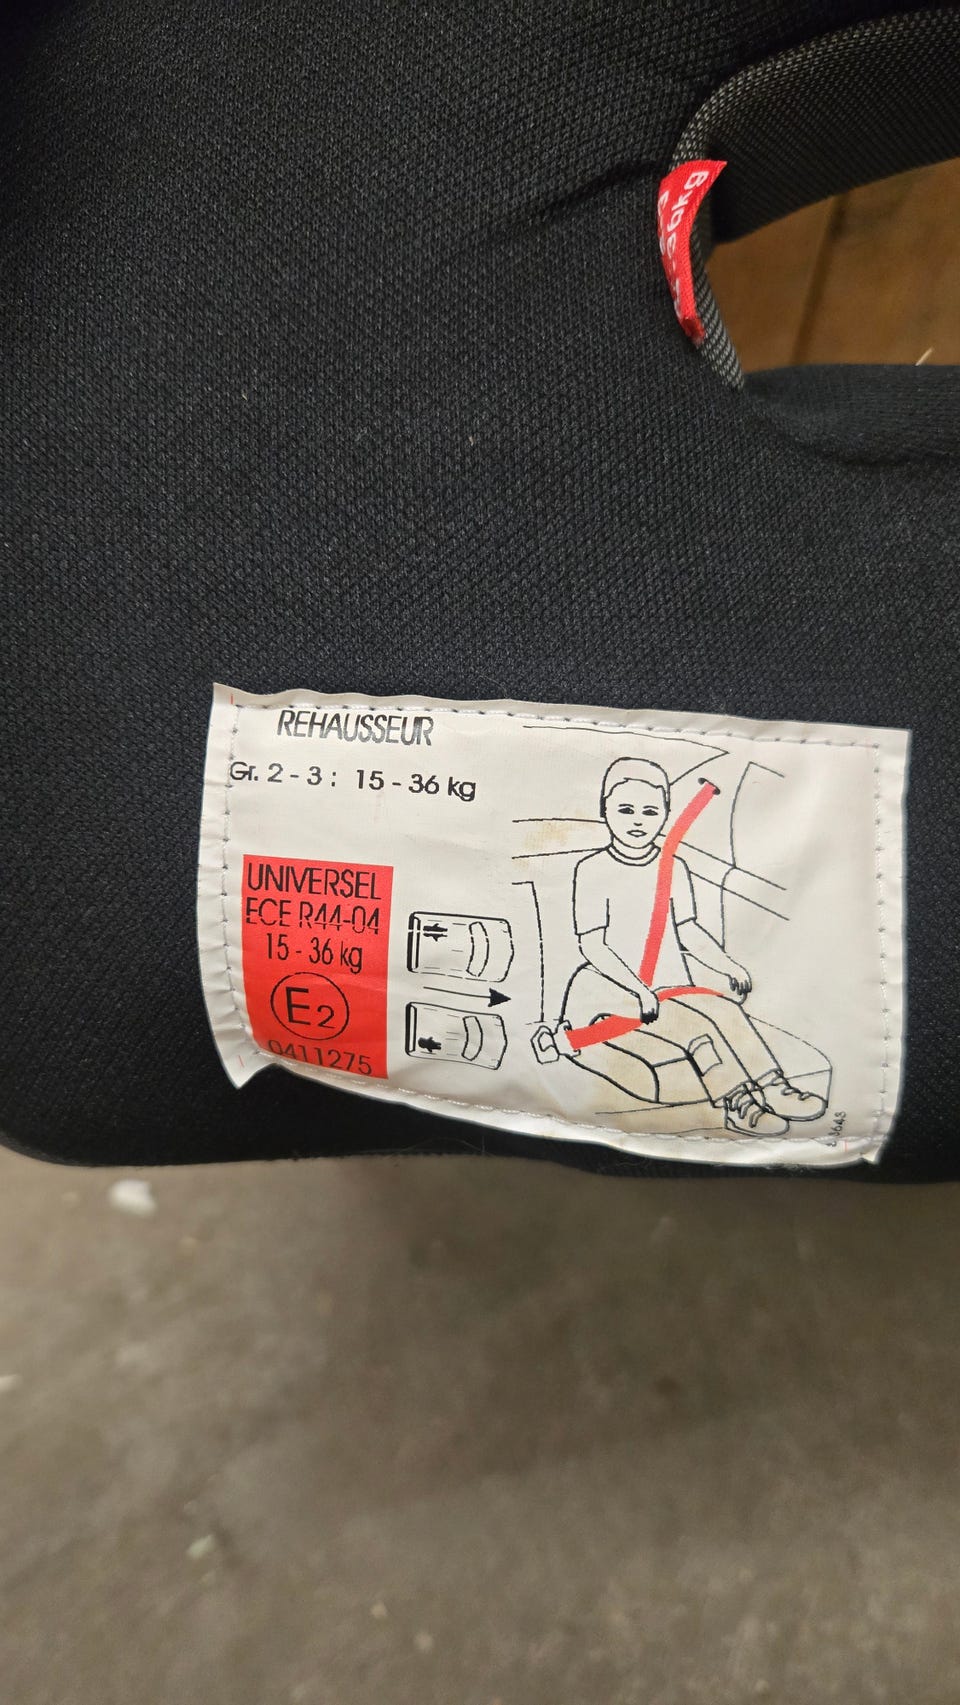 REHAUSSEUR
Gr. 2 - 3 : 15 - 36 kg
UNIVERSEL
ECE R44-04
15 - 36 kg
E2
0411275